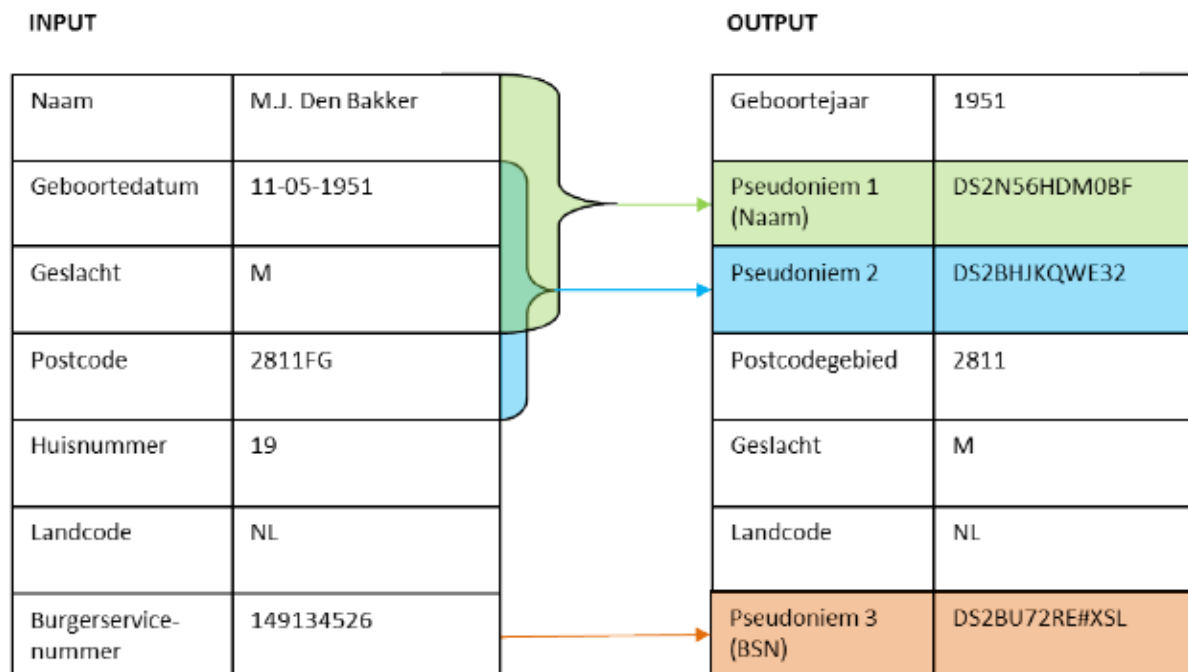 INPUT
OUTPUT
Naam M.J. Den Bakker
Geboortedatum 11-05-1951
Geslacht M
Postcode 2811FG
Huisnummer 19
Landcode NL
Burgerservice- 149134526
nummer
Geboortejaar 1951
Pseudoniem 1 DS2N56HDM0BF
(Naam)
Pseudoniem 2 DS2BHJKQWE32
Postcodegebied 2811
Geslacht M
Landcode NL
Pseudoniem 3 DS2BU72RE#XSL
(BSN)